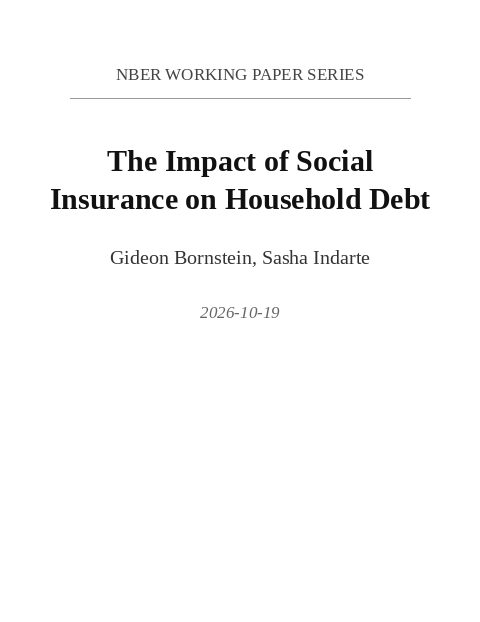 NBER WORKING PAPER SERIES
The Impact of Social
Insurance on Household Debt
Gideon Bornstein, Sasha Indarte
2026-10-19